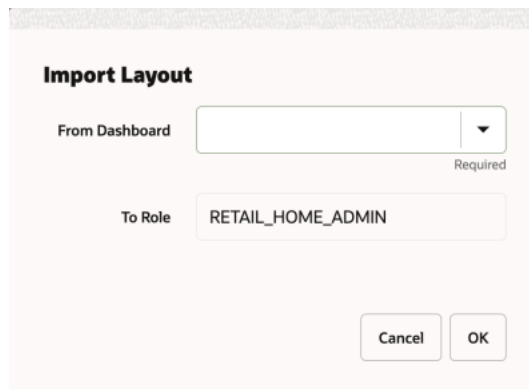 Import Layout
From Dashboard
Required
To Role RETAIL_HOME_ADMIN
Cancel OK